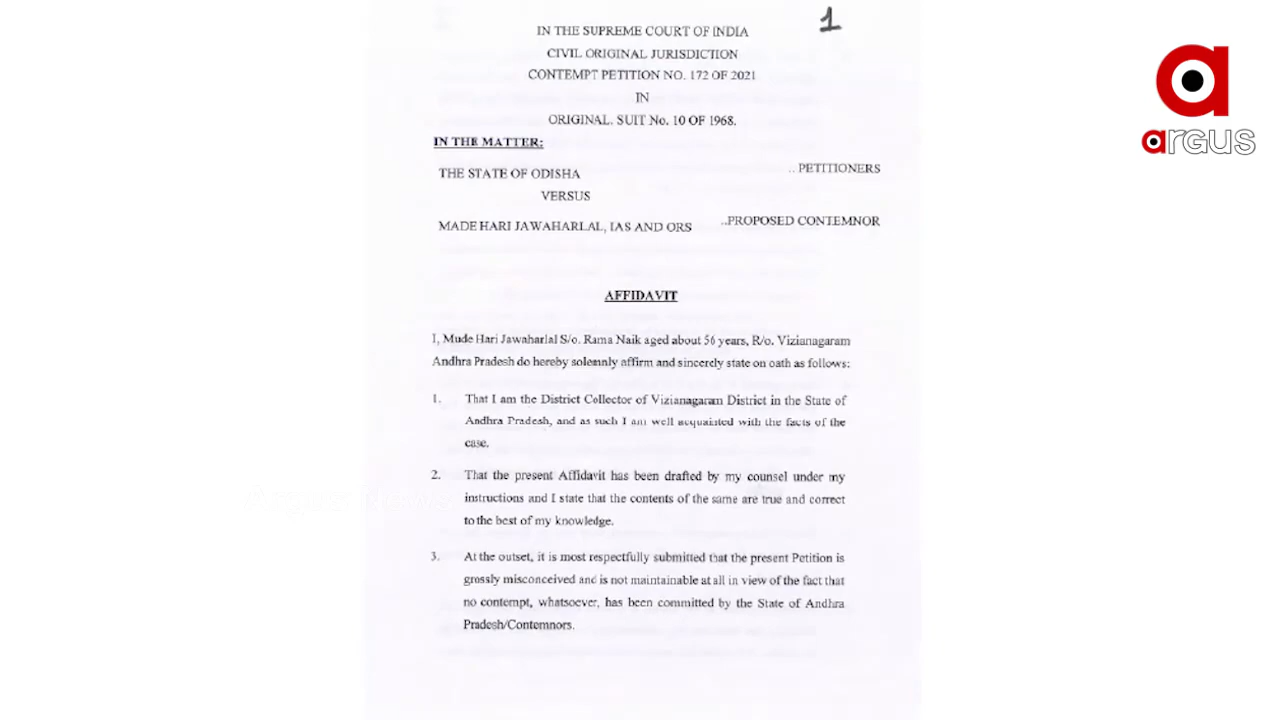 1
IN THE SUPREME COURT OF INDIA
CIVIL ORIGINAL JURISDICTION
CONTEMPT PETITION NO. 172 OF 2021
IN
ORIGINAL. SUIT No. 10 OF 1968.
IN THE MATTER:
THE STATE OF ODISHA ..PETITIONERS
VERSUS
MADE HARI JAWAHARLAL, IAS AND ORS ..PROPOSED CONTEMNOR
AFFIDAVIT
I, Mude Hari Jawaharlal S/o. Rama Naik aged about 56 years, R/o. Vizianagaram
Andhra Pradesh do hereby solemnly affirm and sincerely state on oath as follows:
1. That I am the District Collector of Vizianagaram District in the State of
Andhra Pradesh, and as such I am well acquainted with the facts of the
case.
2. That the present Affidavit has been drafted by my counsel under my
instructions and I state that the contents of the same are true and correct
to the best of my knowledge.
3. At the outset, it is most respectfully submitted that the present Petition is
grossly misconceived and is not maintainable at all in view of the fact that
no contempt, whatsoever, has been committed by the State of Andhra
Pradesh/Contemnors.
a
argus
Argus News